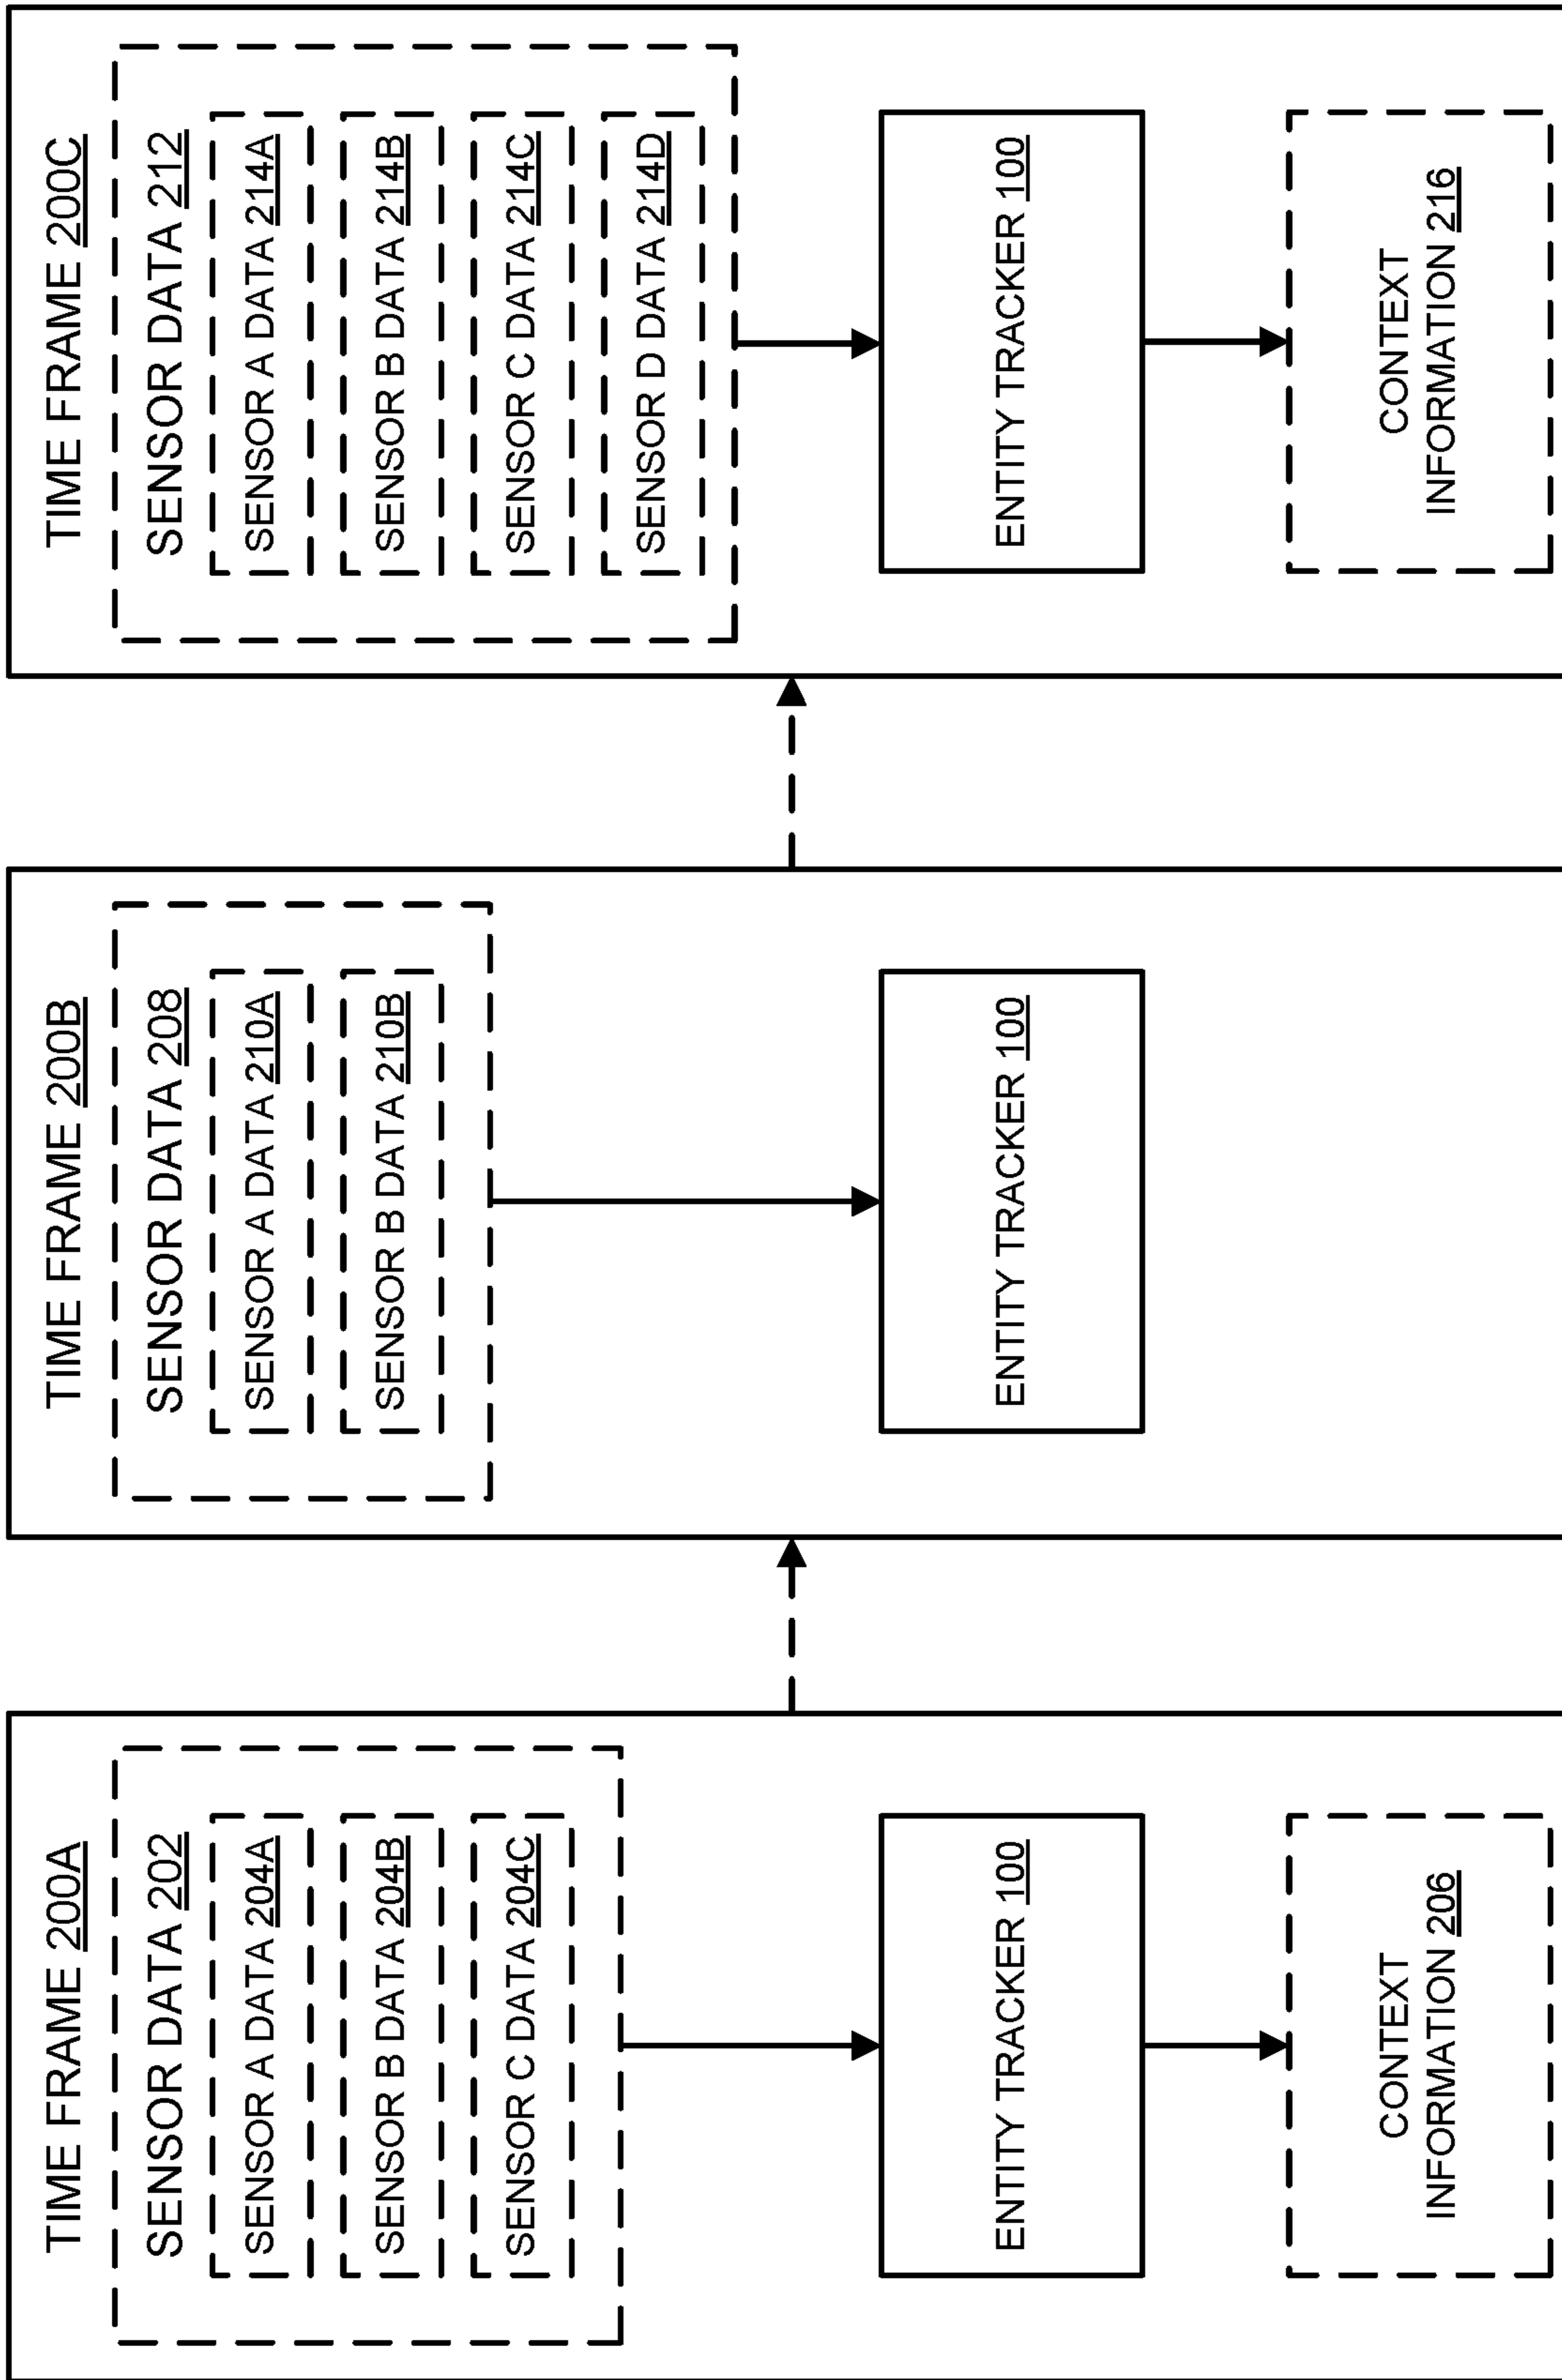 TIME FRAME 200A
SENSOR DATA 202
SENSOR A DATA 204A
SENSOR B DATA 204B
SENSOR C DATA 204C
ENTITY TRACKER 100
CONTEXT
INFORMATION 206
TIME FRAME 200B
SENSOR DATA 208
SENSOR A DATA 210A
SENSOR B DATA 210B
ENTITY TRACKER 100
TIME FRAME 200C
SENSOR DATA 212
SENSOR A DATA 214A
SENSOR B DATA 214B
SENSOR C DATA 214C
SENSOR D DATA 214D
ENTITY TRACKER 100
CONTEXT
INFORMATION 216